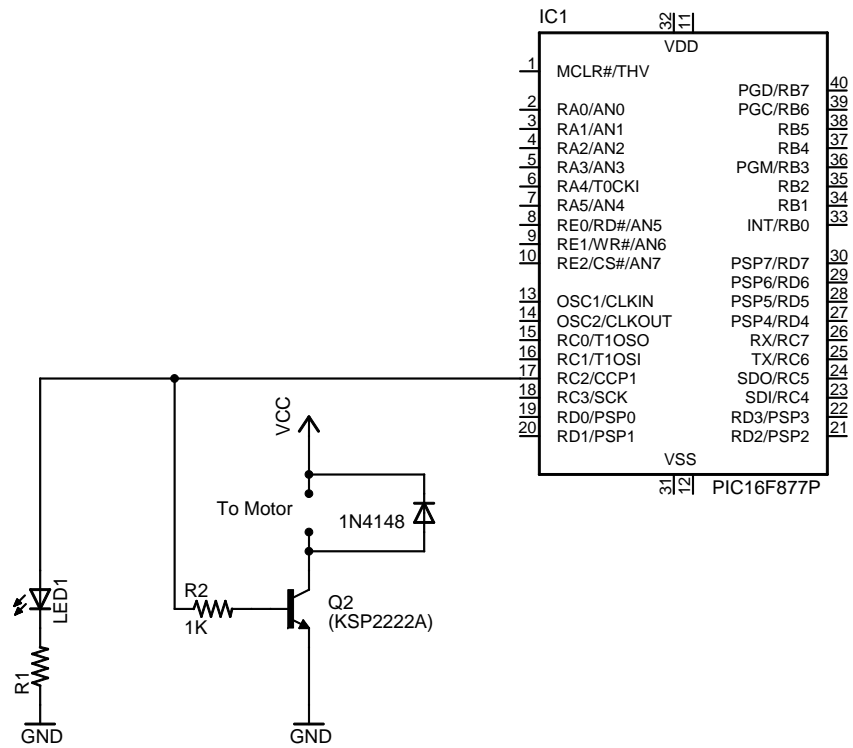 IC1
32
11
VDD
1 MCLR#/THV
PGD/RB7 40
2 RA0/AN0
PGC/RB6 39
3 RA1/AN1
RB5 38
4 RA2/AN2
RB4 37
5 RA3/AN3
PGM/RB3 36
6 RA4/T0CKI
RB2 35
7 RA5/AN4
RB1 34
8 RE0/RD#/AN5
INT/RB0 33
9 RE1/WR#/AN6
10 RE2/CS#/AN7
PSP7/RD7 30
PSP6/RD6 29
13 OSC1/CLKIN
PSP5/RD5 28
14 OSC2/CLKOUT
PSP4/RD4 27
15 RC0/T1OSO
RX/RC7 26
16 RC1/T1OSI
TX/RC6 25
17 RC2/CCP1
SDO/RC5 24
18 RC3/SCK
SDI/RC4 23
19 RD0/PSP0
RD3/PSP3 22
20 RD1/PSP1
RD2/PSP2 21
VSS
31
12
PIC16F877P
VCC
To Motor
1N4148
LED1
R2
1K
Q2
(KSP2222A)
R1
GND
GND